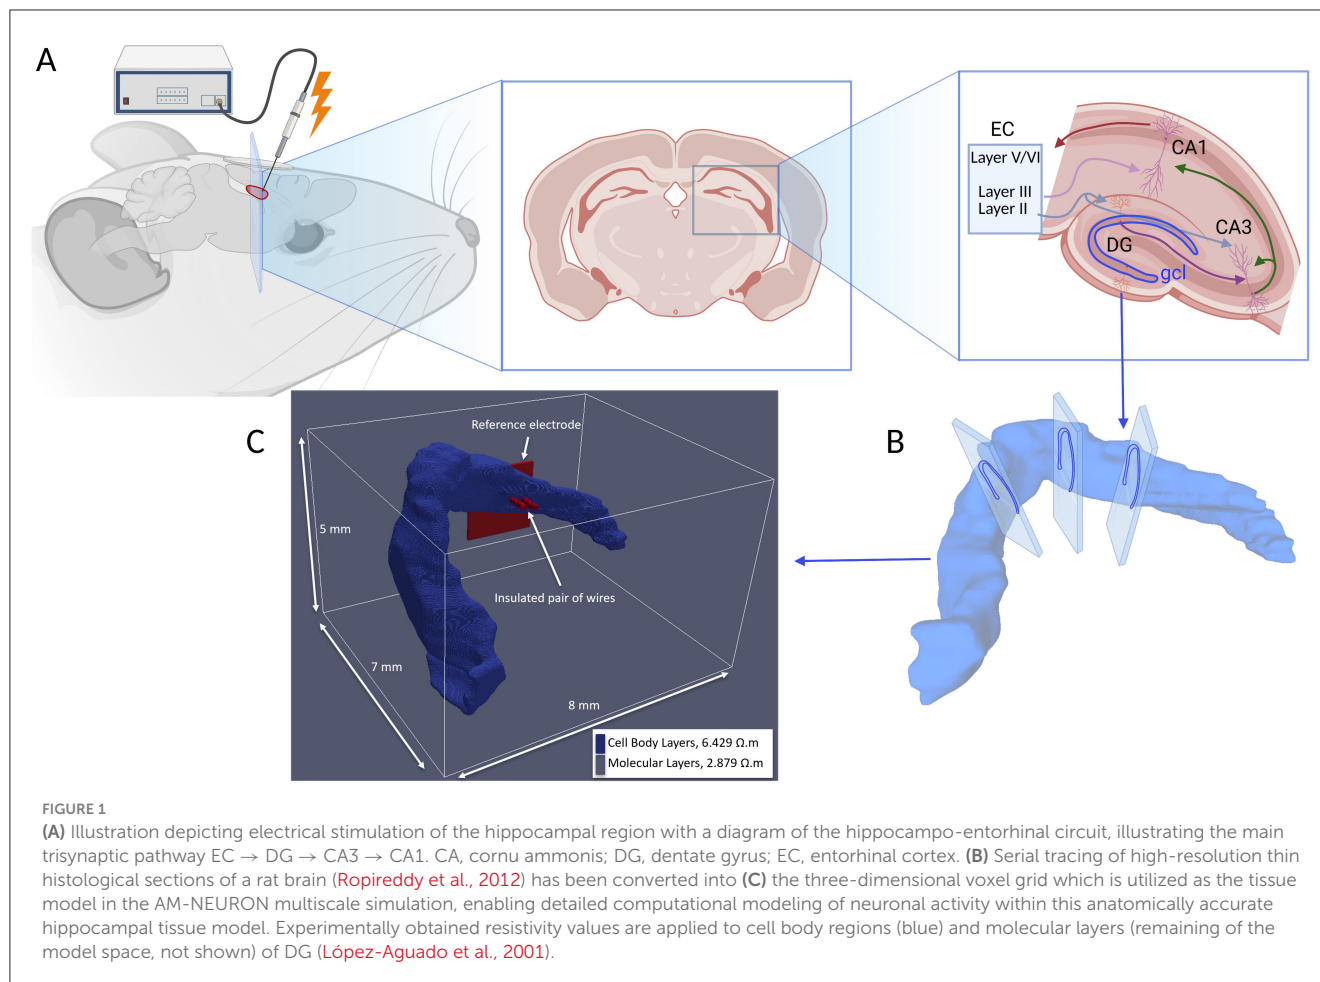 A
EC
Layer V/VI
Layer III
Layer II
CA1
CA3
DG
gcl
C
Reference electrode
5 mm
Insulated pair of wires
7 mm
8 mm
Cell Body Layers, 6.429 Ω.m
Molecular Layers, 2.879 Ω.m
B
FIGURE 1
(A) Illustration depicting electrical stimulation of the hippocampal region with a diagram of the hippocampo-entorhinal circuit, illustrating the main
trisynaptic pathway EC → DG → CA3 → CA1. CA, cornu ammonis; DG, dentate gyrus; EC, entorhinal cortex. (B) Serial tracing of high-resolution thin
histological sections of a rat brain (Ropireddy et al., 2012) has been converted into (C) the three-dimensional voxel grid which is utilized as the tissue
model in the AM-NEURON multiscale simulation, enabling detailed computational modeling of neuronal activity within this anatomically accurate
hippocampal tissue model. Experimentally obtained resistivity values are applied to cell body regions (blue) and molecular layers (remaining of the
model space, not shown) of DG (López-Aguado et al., 2001).